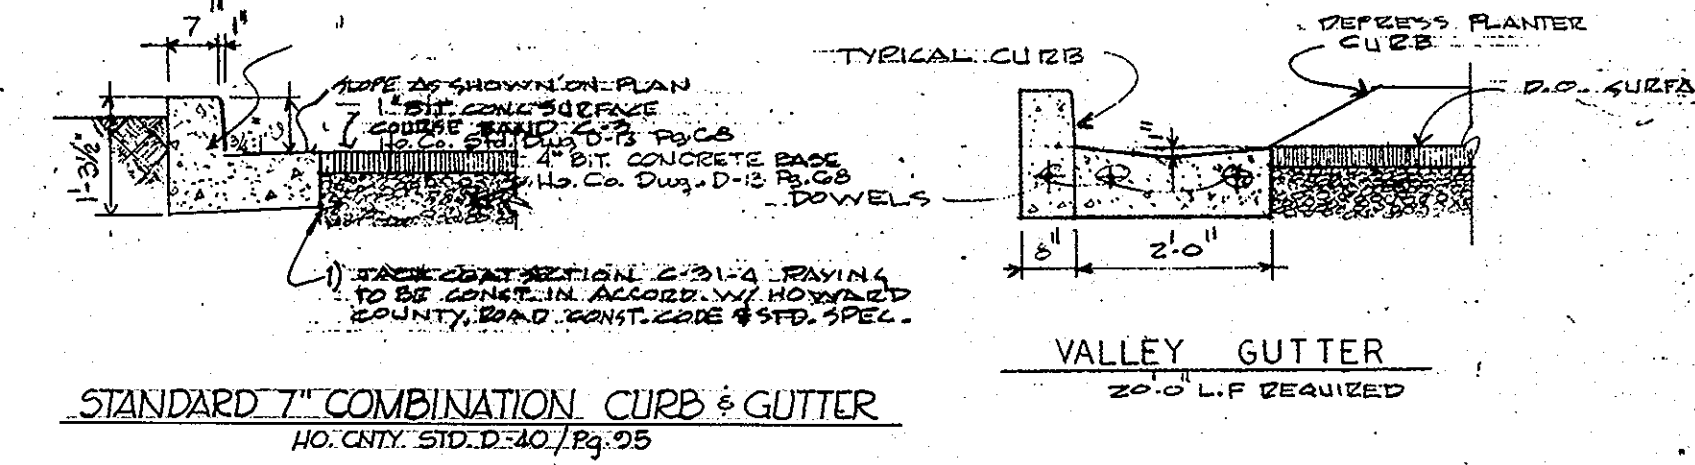 7"
1"
SLOPE AS SHOWN ON PLAN
1" BIT. CONC SURFACE
COURSE BAND C-3
Ho. Co. Std. Dwg D-13 Pg. 68
4" BIT. CONCRETE BASE
Ho. Co. Dwg. D-13 Pg. 68
1) TACK COAT SECTION C-31-4 PAVING
TO BE CONST. IN ACCORD. W/ HOWARD
COUNTY, ROAD CONST. CODE & STD. SPEC.
STANDARD 7" COMBINATION CURB & GUTTER
HO. CNTY. STD. D-40/Pg. 95
TYPICAL CURB
DEPRESS PLANTER
CURB
P.O. SURFA
1"
DOWELS
8"
2'-0"
VALLEY GUTTER
20'-0" L.F REQUIRED